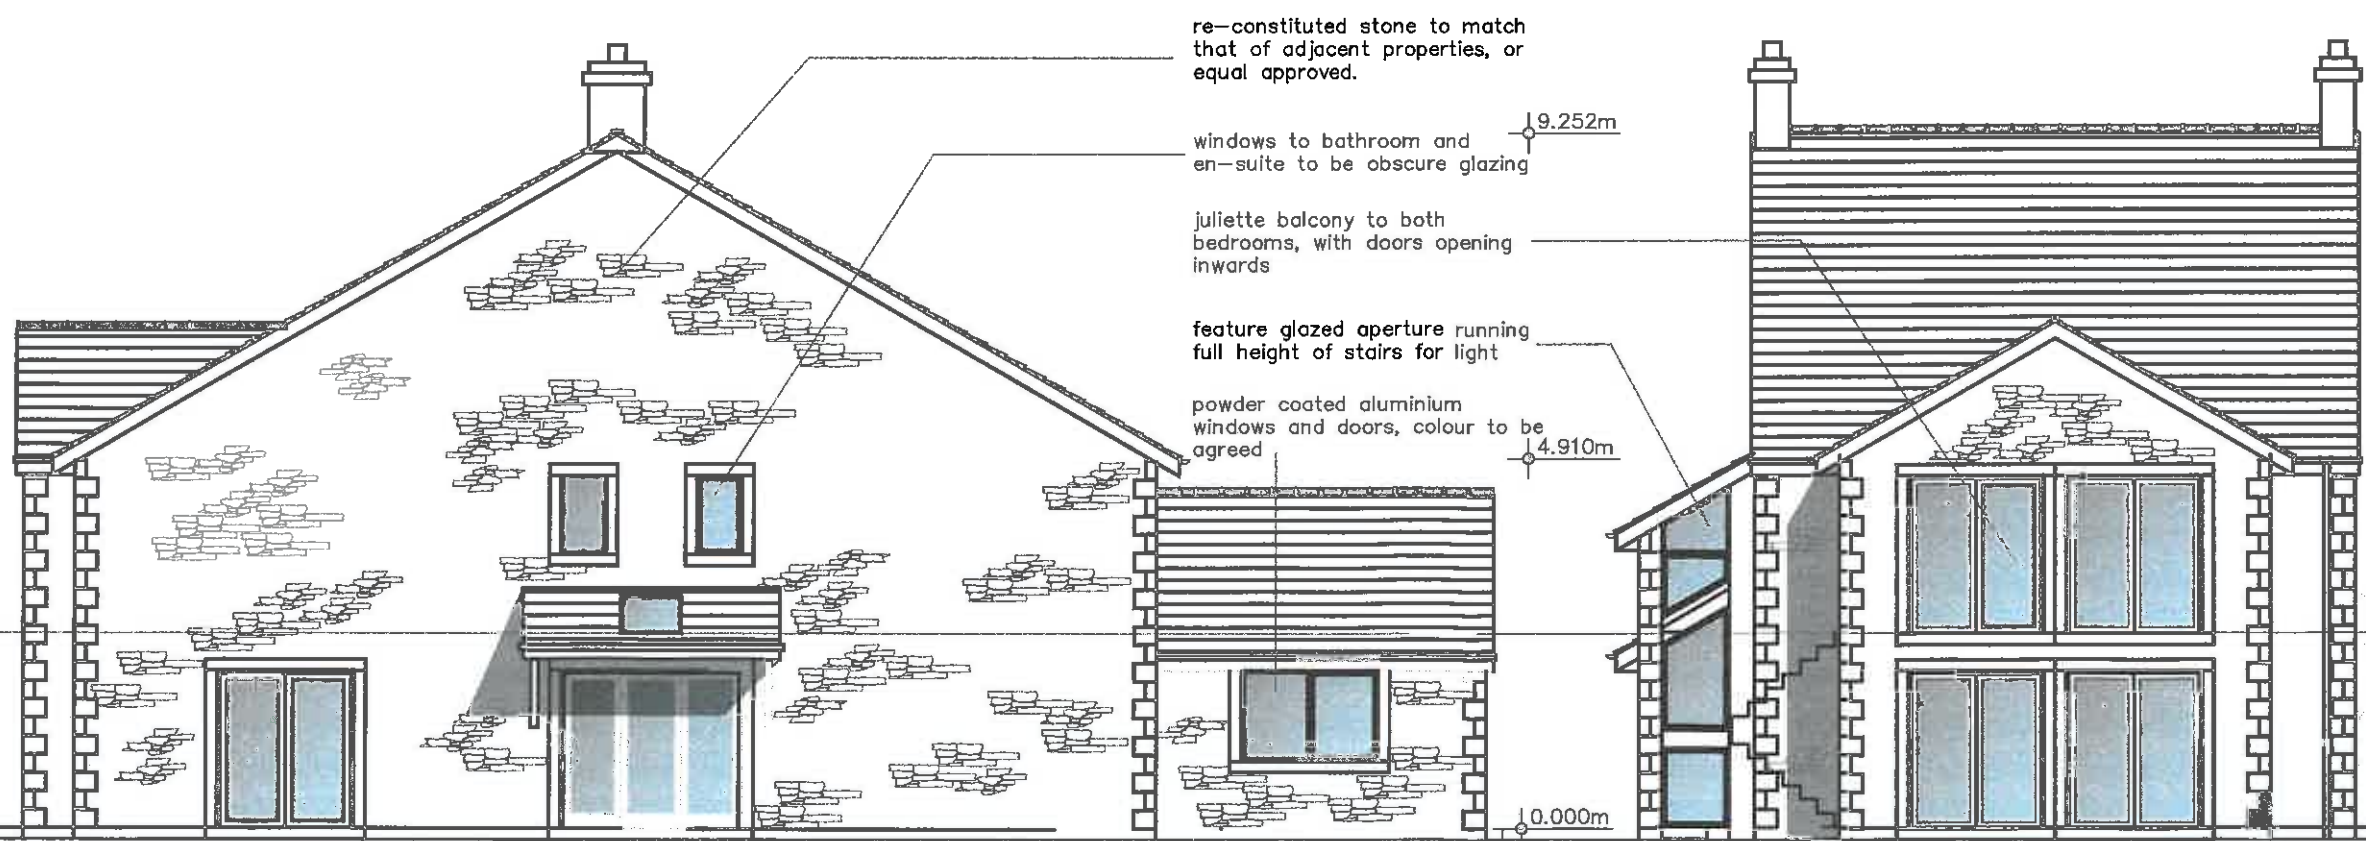 re-constituted stone to match
that of adjacent properties, or
equal approved.
9.252m
windows to bathroom and
en-suite to be obscure glazing
juliette balcony to both
bedrooms, with doors opening
inwards
feature glazed aperture running
full height of stairs for light
powder coated aluminium
windows and doors, colour to be
agreed
4.910m
0.000m